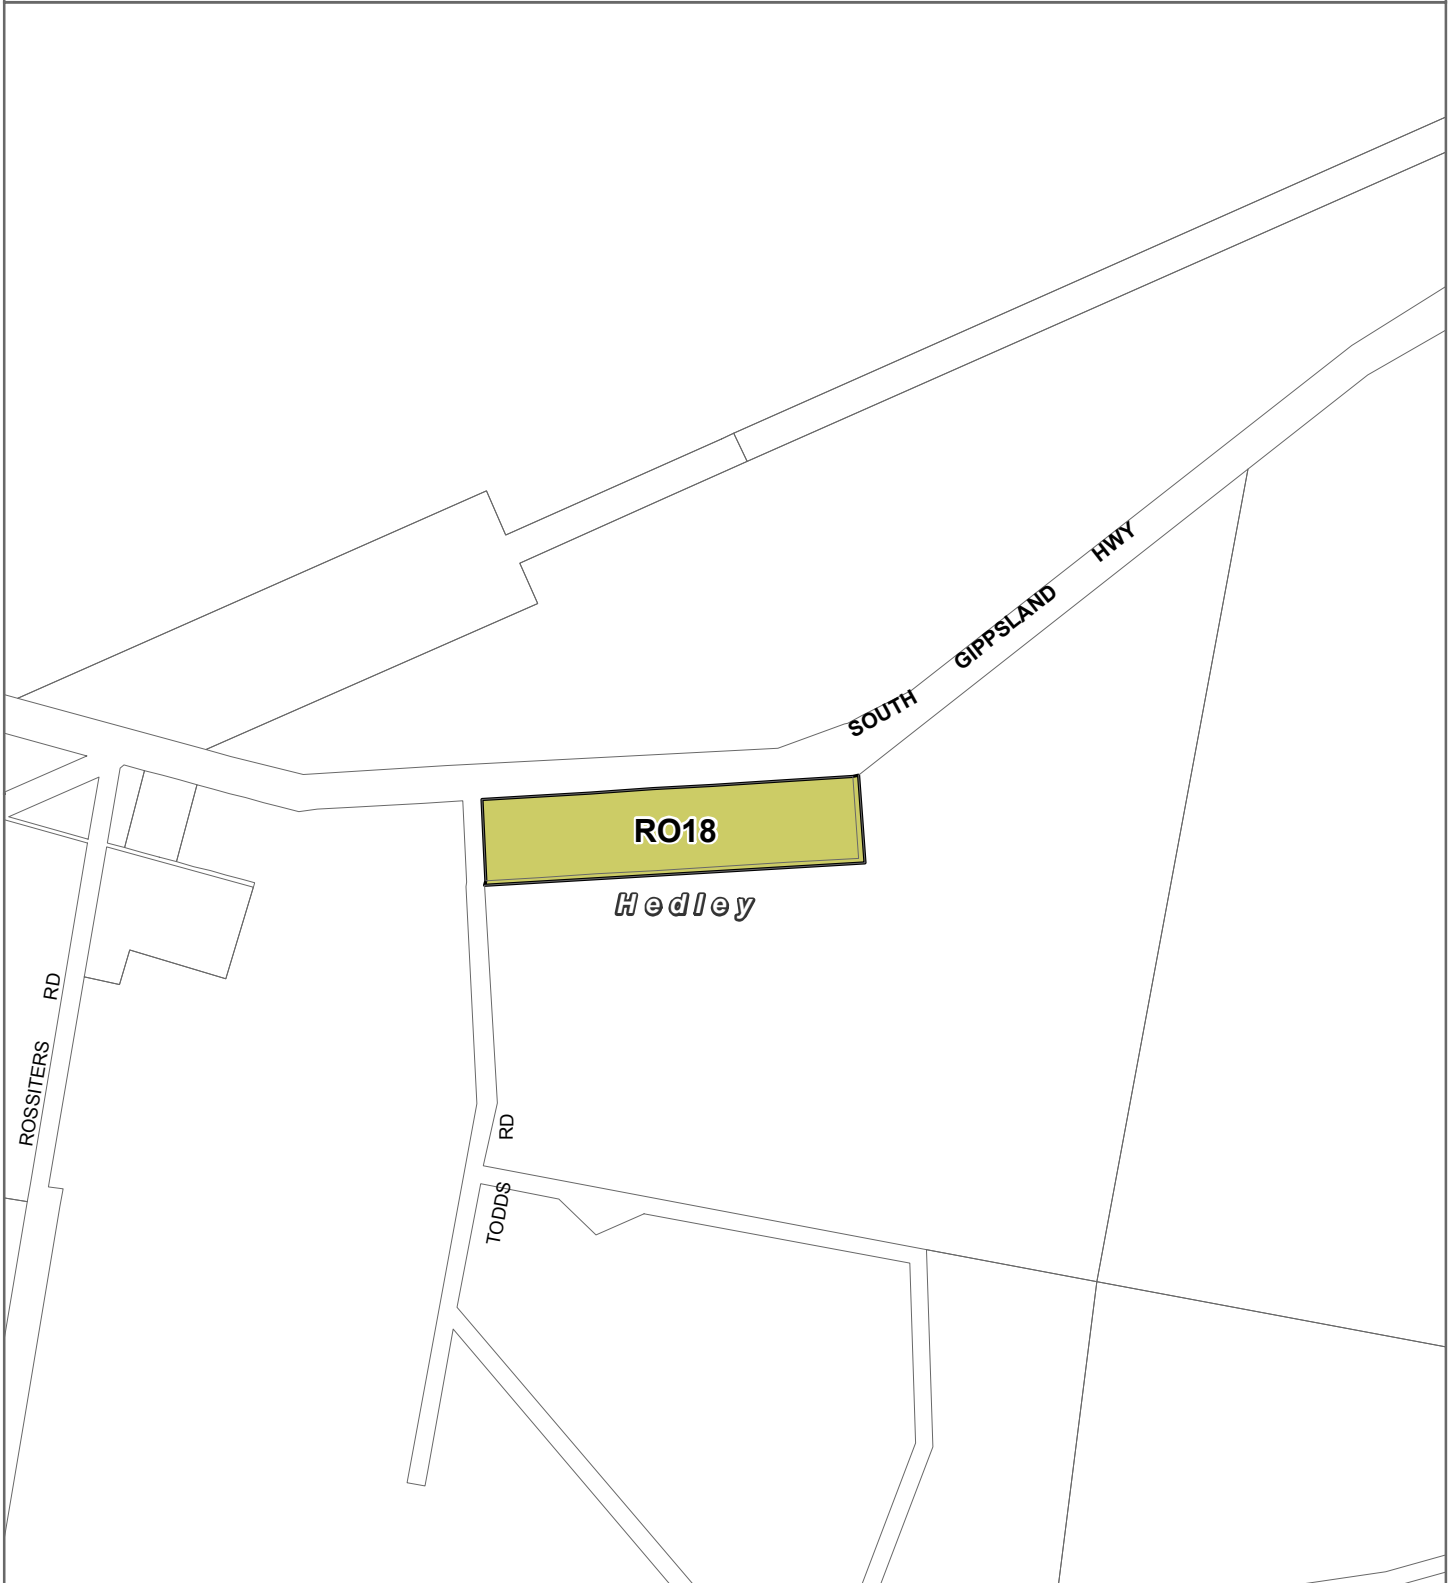 SOUTH GIPPSLAND HWY
RO18
Hedley
ROSSITERS RD
TODDS RD